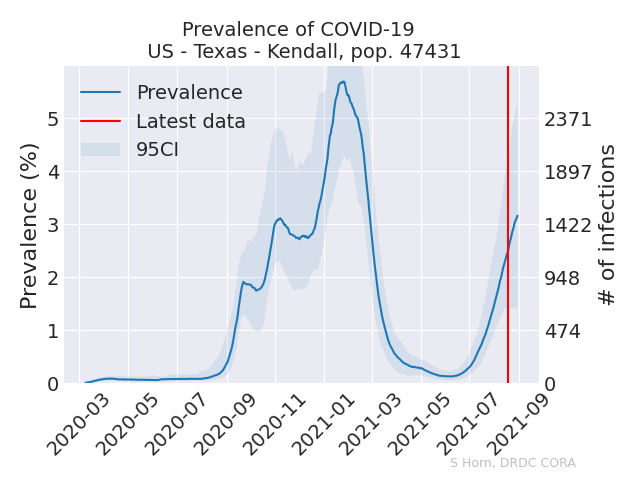 Prevalence of COVID-19
US - Texas - Kendall, pop. 47431
Prevalence
Latest data
95CI
Prevalence (%)
5
4
3
2
1
0
2371
1897
1422
948
474
0
# of infections
2020-03
2020-05
2020-07
2020-09
2020-11
2021-01
2021-03
2021-05
2021-07
2021-09
S Horn, DRDC CORA